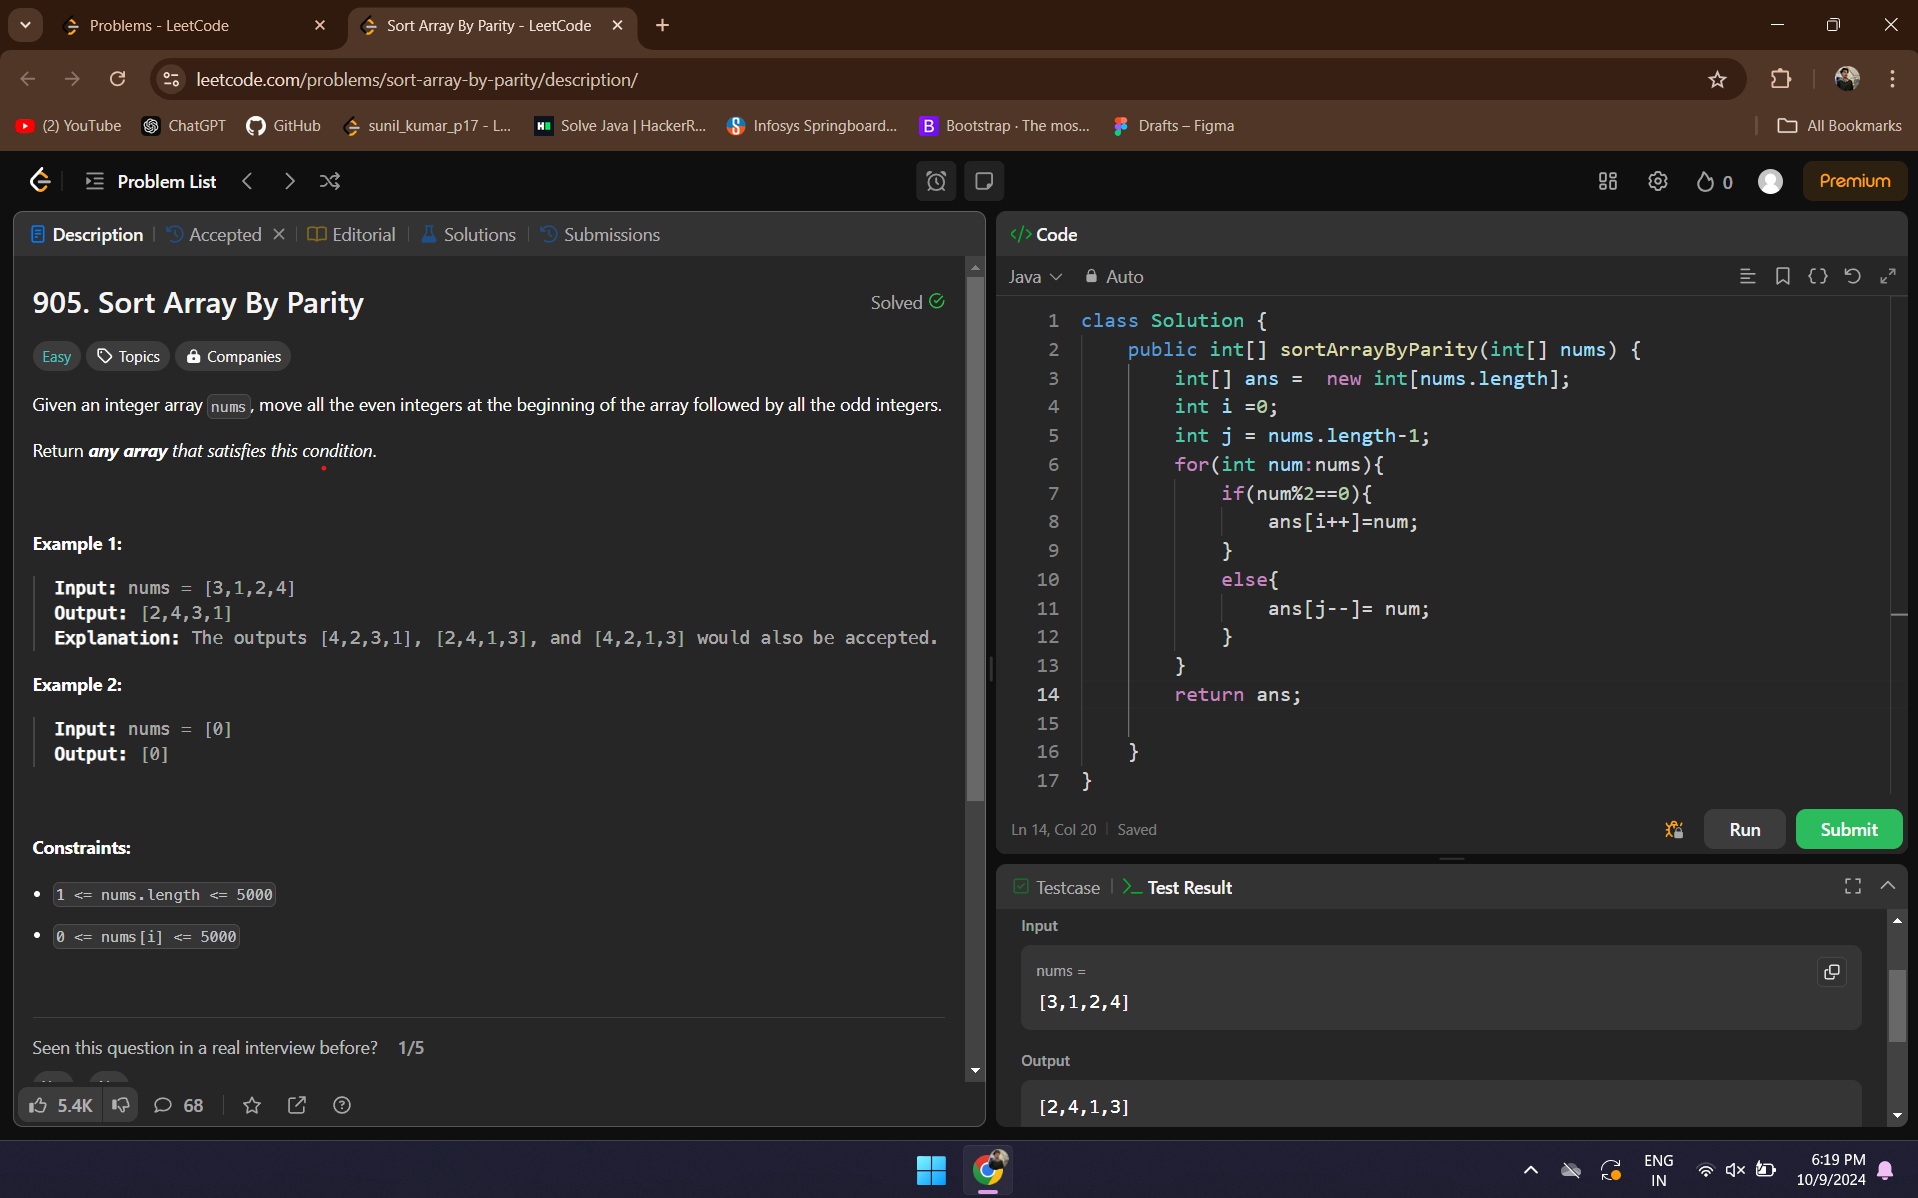 Problems - LeetCode
Sort Array By Parity - LeetCode
leetcode.com/problems/sort-array-by-parity/description/
(2) YouTube
ChatGPT
GitHub
sunil_kumar_p17 - L...
Solve Java | HackerR...
Infosys Springboard...
Bootstrap · The mos...
Drafts – Figma
All Bookmarks
Problem List
0
Premium
Description
Accepted
Editorial
Solutions
Submissions
905. Sort Array By Parity
Solved
Easy
Topics
Companies
Given an integer array nums, move all the even integers at the beginning of the array followed by all the odd integers.
Return any array that satisfies this condition.
Example 1:
Input: nums = [3,1,2,4]
Output: [2,4,3,1]
Explanation: The outputs [4,2,3,1], [2,4,1,3], and [4,2,1,3] would also be accepted.
Example 2:
Input: nums = [0]
Output: [0]
Constraints:
• 1 <= nums.length <= 5000
• 0 <= nums[i] <= 5000
Seen this question in a real interview before? 1/5
5.4K
68
</> Code
Java
Auto
1 class Solution {
2 public int[] sortArrayByParity(int[] nums) {
3 int[] ans =  new int[nums.length];
4 int i =0;
5 int j = nums.length-1;
6 for(int num:nums){
7 if(num%2==0){
8 ans[i++]=num;
9 }
10 else{
11 ans[j--]= num;
12 }
13 }
14 return ans;
15
16 }
17 }
Ln 14, Col 20
Saved
Run
Submit
Testcase
Test Result
Input
nums =
[3,1,2,4]
Output
[2,4,1,3]
ENG
IN
6:19 PM
10/9/2024